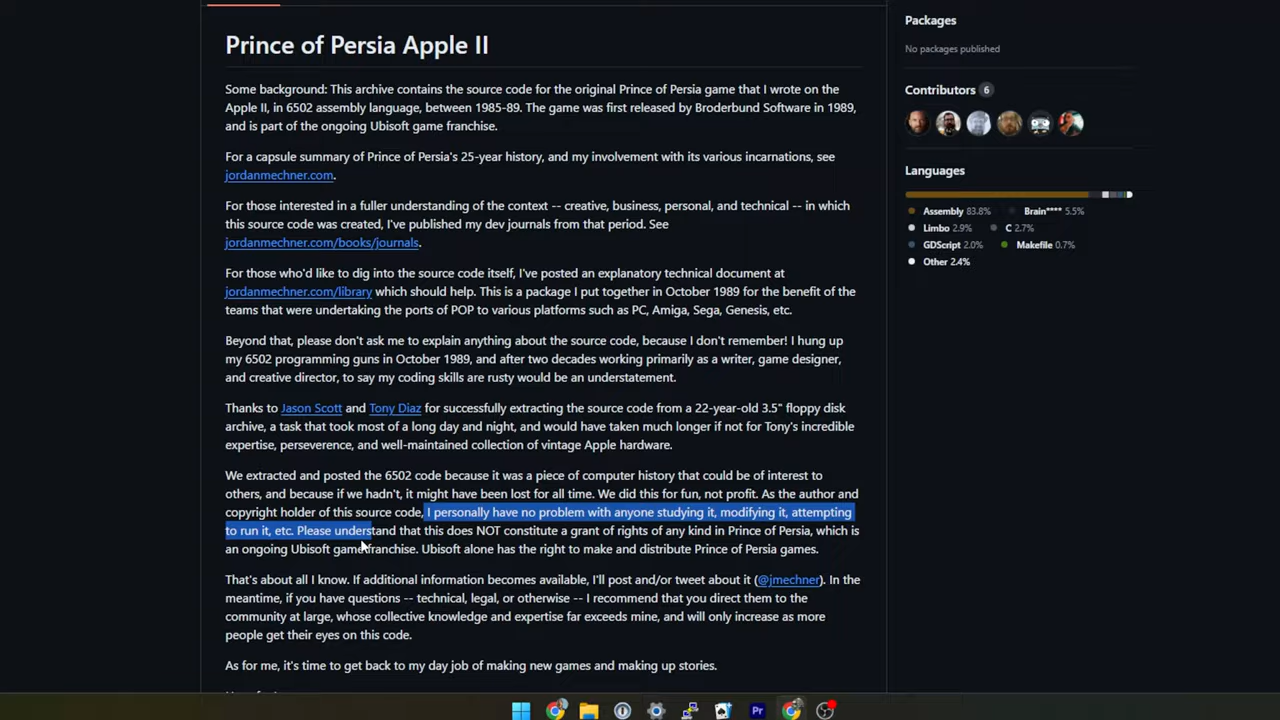 Prince of Persia Apple II
Some background: This archive contains the source code for the original Prince of Persia game that I wrote on the
Apple II, in 6502 assembly language, between 1985-89. The game was first released by Broderbund Software in 1989,
and is part of the ongoing Ubisoft game franchise.
For a capsule summary of Prince of Persia's 25-year history, and my involvement with its various incarnations, see
jordanmechner.com.
For those interested in a fuller understanding of the context -- creative, business, personal, and technical -- in which
this source code was created, I've published my dev journals from that period. See
jordanmechner.com/books/journals.
For those who'd like to dig into the source code itself, I've posted an explanatory technical document at
jordanmechner.com/library which should help. This is a package I put together in October 1989 for the benefit of the
teams that were undertaking the ports of POP to various platforms such as PC, Amiga, Sega, Genesis, etc.
Beyond that, please don't ask me to explain anything about the source code, because I don't remember! I hung up
my 6502 programming guns in October 1989, and after two decades working primarily as a writer, game designer,
and creative director, to say my coding skills are rusty would be an understatement.
Thanks to Jason Scott and Tony Diaz for successfully extracting the source code from a 22-year-old 3.5" floppy disk
archive, a task that took most of a long day and night, and would have taken much longer if not for Tony's incredible
expertise, perseverence, and well-maintained collection of vintage Apple hardware.
We extracted and posted the 6502 code because it was a piece of computer history that could be of interest to
others, and because if we hadn't, it might have been lost for all time. We did this for fun, not profit. As the author and
copyright holder of this source code, I personally have no problem with anyone studying it, modifying it, attempting
to run it, etc. Please understand that this does NOT constitute a grant of rights of any kind in Prince of Persia, which is
an ongoing Ubisoft game franchise. Ubisoft alone has the right to make and distribute Prince of Persia games.
That's about all I know. If additional information becomes available, I'll post and/or tweet about it (@jmechner). In the
meantime, if you have questions -- technical, legal, or otherwise -- I recommend that you direct them to the
community at large, whose collective knowledge and expertise far exceeds mine, and will only increase as more
people get their eyes on this code.
As for me, it's time to get back to my day job of making new games and making up stories.
Packages
No packages published
Contributors 6
Languages
Assembly 83.8% Brain**** 5.5%
Limbo 2.9% C 2.7%
GDScript 2.0% Makefile 0.7%
Other 2.4%
Pr